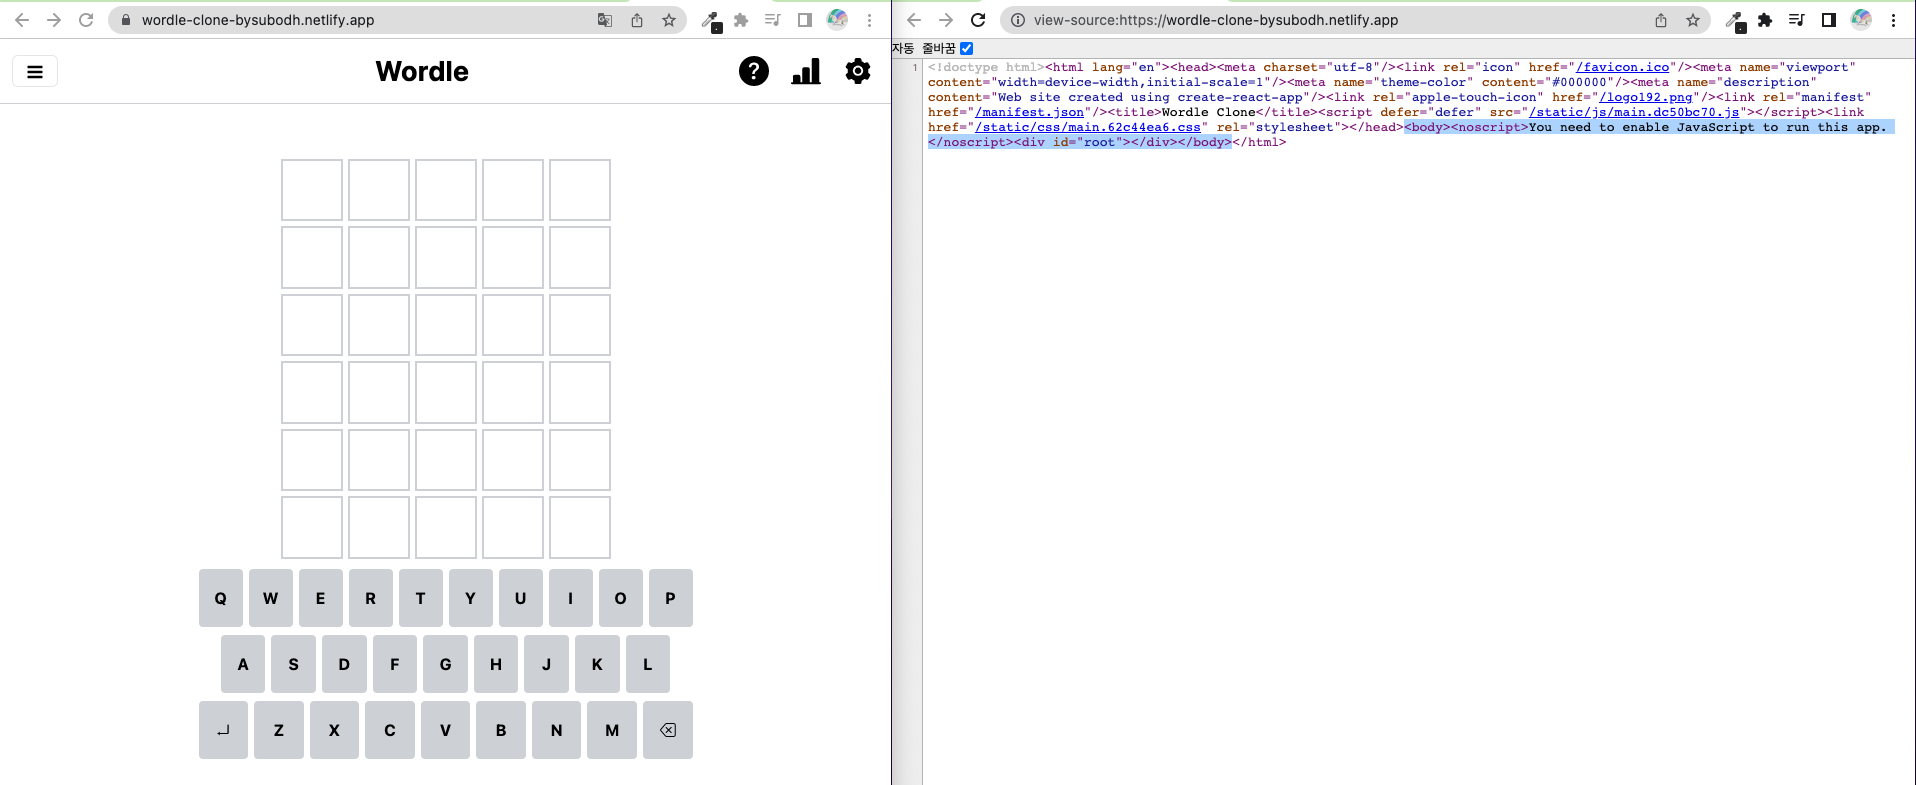 wordle-clone-bysubodh.netlify.app
Wordle
Q W E R T Y U I O P
A S D F G H J K L
Z X C V B N M
view-source:https://wordle-clone-bysubodh.netlify.app
자동 줄바꿈
1
<!doctype html><html lang="en"><head><meta charset="utf-8"/><link rel="icon" href="/favicon.ico"/><meta name="viewport"
content="width=device-width,initial-scale=1"/><meta name="theme-color" content="#000000"/><meta name="description"
content="Web site created using create-react-app"/><link rel="apple-touch-icon" href="/logo192.png"/><link rel="manifest"
href="/manifest.json"/><title>Wordle Clone</title><script defer="defer" src="/static/js/main.dc50bc70.js"></script><link
href="/static/css/main.62c44ea6.css" rel="stylesheet"></head><body><noscript>You need to enable JavaScript to run this app.
</noscript><div id="root"></div></body></html>